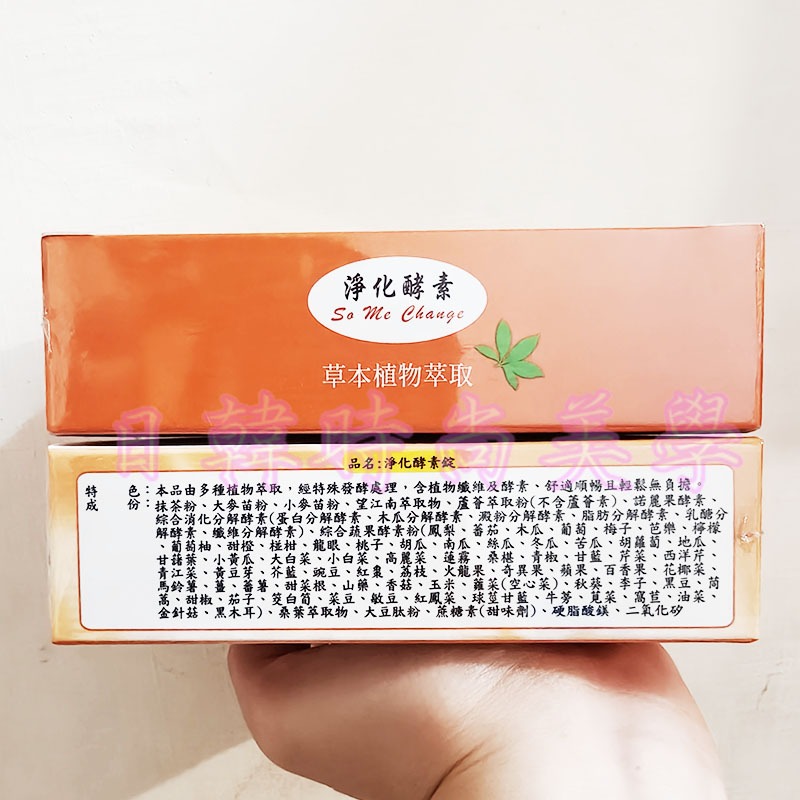 淨化酵素
So Me Change
草本植物萃取
日韓時尚美學
品名:淨化酵素錠
特色:本品由多種植物萃取,經特殊發酵處理,含植物纖維及酵素、舒適順暢且輕鬆無負擔。
成份:抹茶粉、大麥苗粉、小麥苗粉、望江南萃取物、蘆薈萃取粉(不含蘆薈素)、諾麗果酵素、
綜合消化分解酵素(蛋白分解酵素、木瓜分解酵素、澱粉分解酵素、脂肪分解酵素、乳醣分
解酵素、纖維分解酵素)、綜合蔬果酵素粉(鳳梨、番茄、木瓜、葡萄、梅子、芭樂、檸檬
、葡萄柚、甜橙、椪柑、龍眼、桃子、胡瓜、南瓜、絲瓜、冬瓜、苦瓜、胡蘿蔔、地瓜、
甘藷葉、小黃瓜、大白菜、小白菜、高麗菜、蓮霧、桑椹、青椒、甘藍、芹菜、西洋芹、
青江菜、黃豆芽、芥藍、豌豆、紅棗、荔枝、火龍果、奇異果、蘋果、百香果、花椰菜、
馬鈴薯、薑、蕃薯、甜菜根、山藥、香菇、玉米、蕹菜(空心菜)、秋葵、李子、黑豆、茼
蒿、甜椒、茄子、筊白筍、菜豆、敏豆、紅鳳菜、球莖甘藍、牛蒡、莧菜、萵苣、油菜、
金針菇、黑木耳)、桑葉萃取物、大豆胜肽、蔗糖素(甜味劑)、硬脂酸鎂、二氧化矽